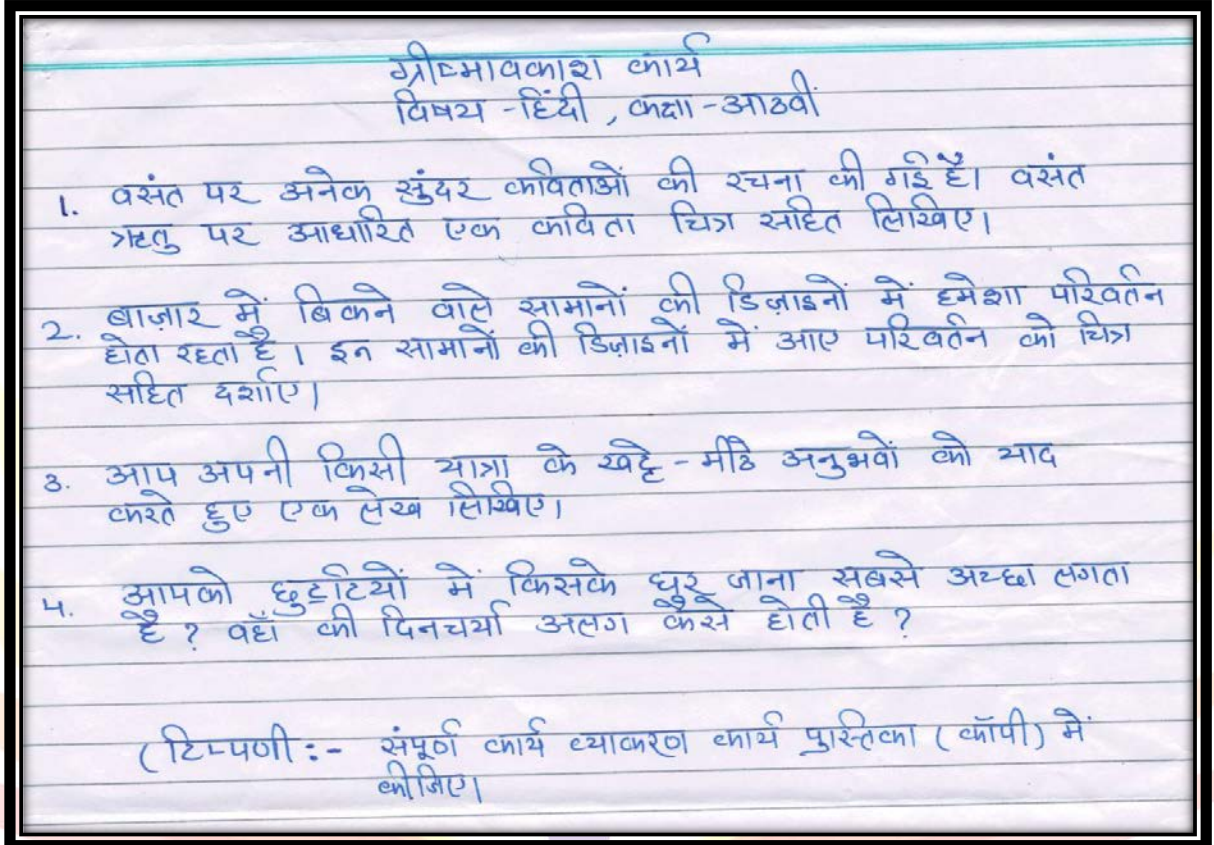 ग्रीष्मावकाश कार्य
विषय - हिंदी , कक्षा - आठवीं
1. वसंत पर अनेक सुंदर कविताओं की रचना की गई है। वसंत
ऋतु पर आधारित एक कविता चित्र सहित लिखिए।
2. बाज़ार में बिकने वाले सामानों की डिज़ाइनों में हमेशा परिवर्तन
होता रहता है। इन सामानों की डिज़ाइनों में आए परिवर्तन को चित्र
सहित दर्शाए।
3. आप अपनी किसी यात्रा के खट्टे - मीठे अनुभवों को याद
करते हुए एक लेख लिखिए।
4. आपको छुट्टियों में किसके घर जाना सबसे अच्छा लगता
है ? वहाँ की दिनचर्या अलग कैसे होती है ?
(टिप्पणी :- संपूर्ण कार्य व्याकरण कार्य पुस्तिका (कॉपी) में
कीजिए।